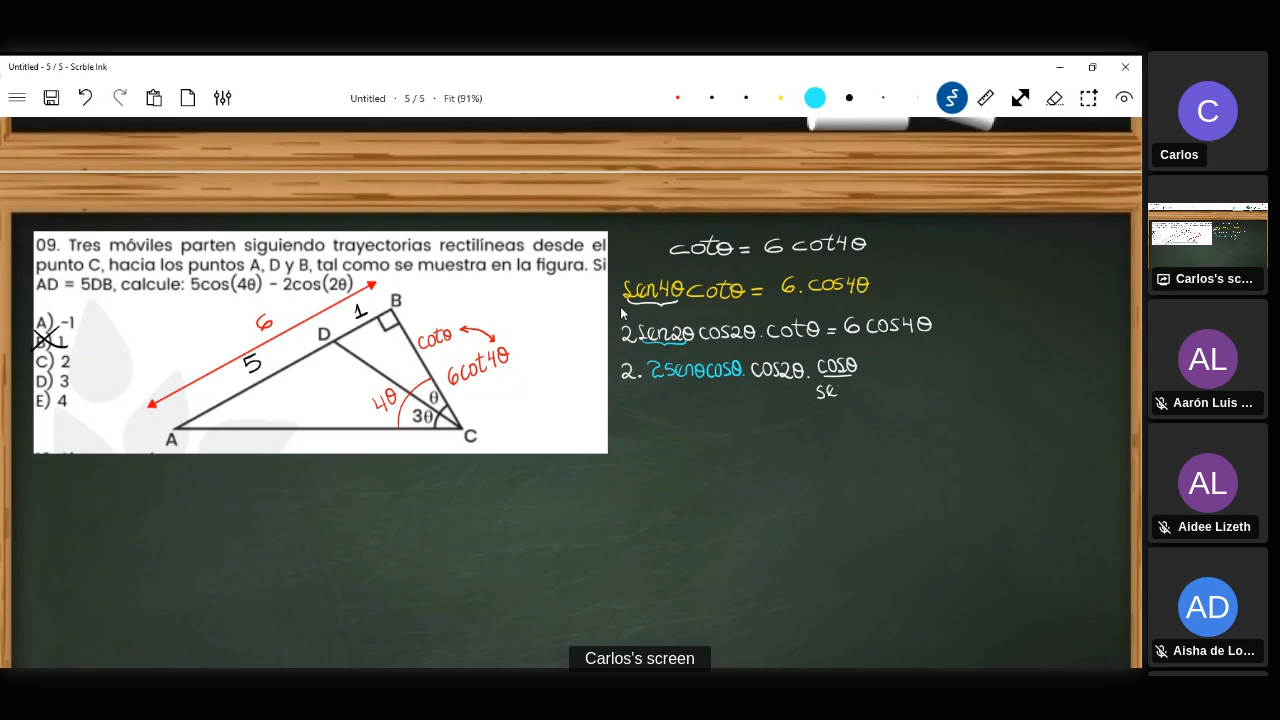 Untitled - 5 / 5 - Scrble Ink
Untitled · 5 / 5 · Fit (91%)
09. Tres móviles parten siguiendo trayectorias rectilíneas desde el
punto C, hacia los puntos A, D y B, tal como se muestra en la figura. Si
AD = 5DB, calcule: 5cos(4θ) - 2cos(2θ)
A) -1
B) 1
C) 2
D) 3
E) 4
6
B
1
D
5
cotθ
6cot4θ
4θ
θ
3θ
A
C
cotθ = 6 cot4θ
sen4θ cotθ = 6 . cos4θ
2 sen2θ cos2θ . cotθ = 6 cos4θ
2 . 2senθcosθ . cos2θ . cosθ
se
C
Carlos
Carlos's sc...
AL
Aarón Luis ...
AL
Aidee Lizeth
AD
Aisha de Lo...
Carlos's screen